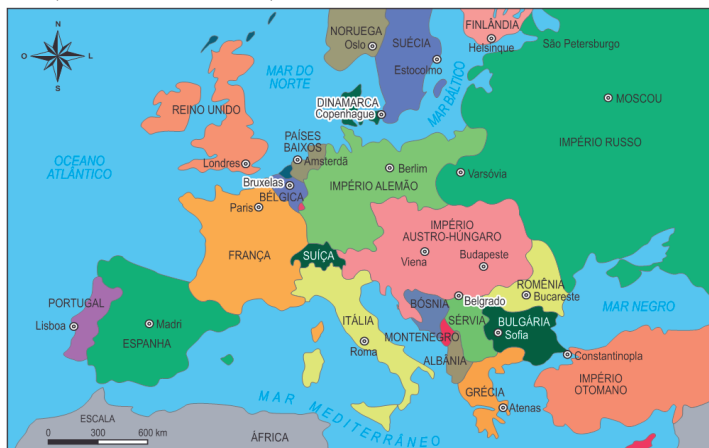 NORUEGA
Oslo
SUÉCIA
Estocolmo
FINLÂNDIA
Helsinque
São Petersburgo
N
O
L
S
MAR DO
NORTE
MAR BÁLTICO
MOSCOU
DINAMARCA
Copenhague
REINO UNIDO
IMPÉRIO RUSSO
PAÍSES
BAIXOS
Amsterdã
OCEANO
ATLÂNTICO
Londres
Berlim
Varsóvia
Bruxelas
IMPÉRIO ALEMÃO
BÉLGICA
Paris
IMPÉRIO
AUSTRO-HÚNGARO
Viena
Budapeste
FRANÇA
SUÍÇA
ROMÊNIA
Bucareste
BÓSNIA
Belgrado
MAR NEGRO
PORTUGAL
Lisboa
Madri
ESPANHA
ITÁLIA
Roma
SÉRVIA
BULGÁRIA
Sofia
MONTENEGRO
ALBÂNIA
Constantinopla
IMPÉRIO
OTOMANO
GRÉCIA
Atenas
MAR MEDITERRÂNEO
ESCALA
0 300 600 km
ÁFRICA